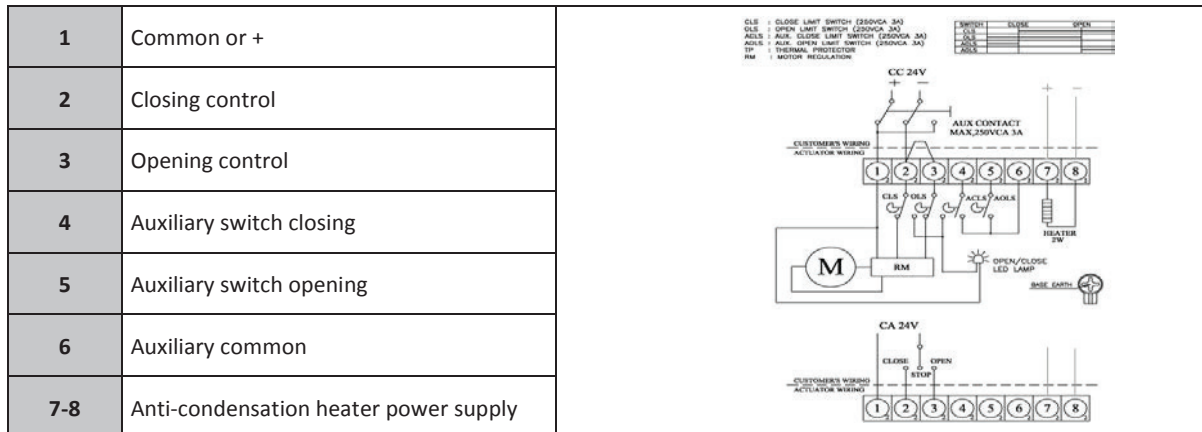 1 Common or +
2 Closing control
3 Opening control
4 Auxiliary switch closing
5 Auxiliary switch opening
6 Auxiliary common
7-8 Anti-condensation heater power supply
CLS : CLOSE LIMIT SWITCH (250VCA 3A)
OLS : OPEN LIMIT SWITCH (250VCA 3A)
ACLS : AUX. CLOSE LIMIT SWITCH (250VCA 3A)
AOLS : AUX. OPEN LIMIT SWITCH (250VCA 3A)
TP : THERMAL PROTECTOR
RM : MOTOR REGULATION
SWITCH CLOSE OPEN
CLS
OLS
ACLS
AOLS
CC 24V
+ − + −
AUX CONTACT
MAX,250VCA 3A
CUSTOMER'S WIRING
ACTUATOR WIRING
1 2 3 4 5 6 7 8
CLS OLS ACLS AOLS
HEATER
2W
M RM
OPEN/CLOSE
LED LAMP
BASE EARTH
CA 24V
CLOSE OPEN
STOP
CUSTOMER'S WIRING
ACTUATOR WIRING
1 2 3 4 5 6 7 8